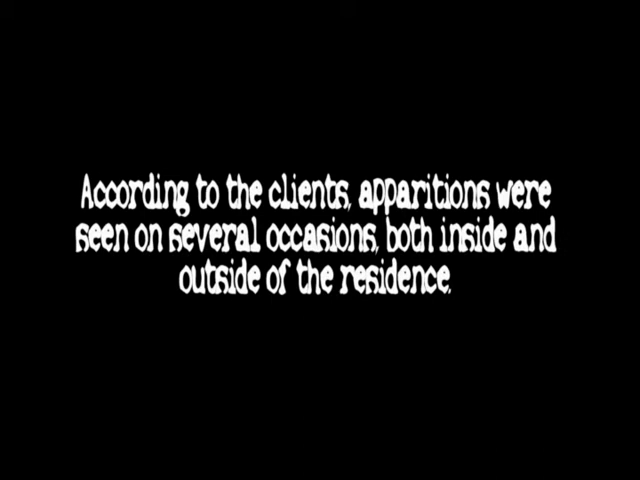 According to the clients, apparitions were
seen on several occasions, both inside and
outside of the residence.